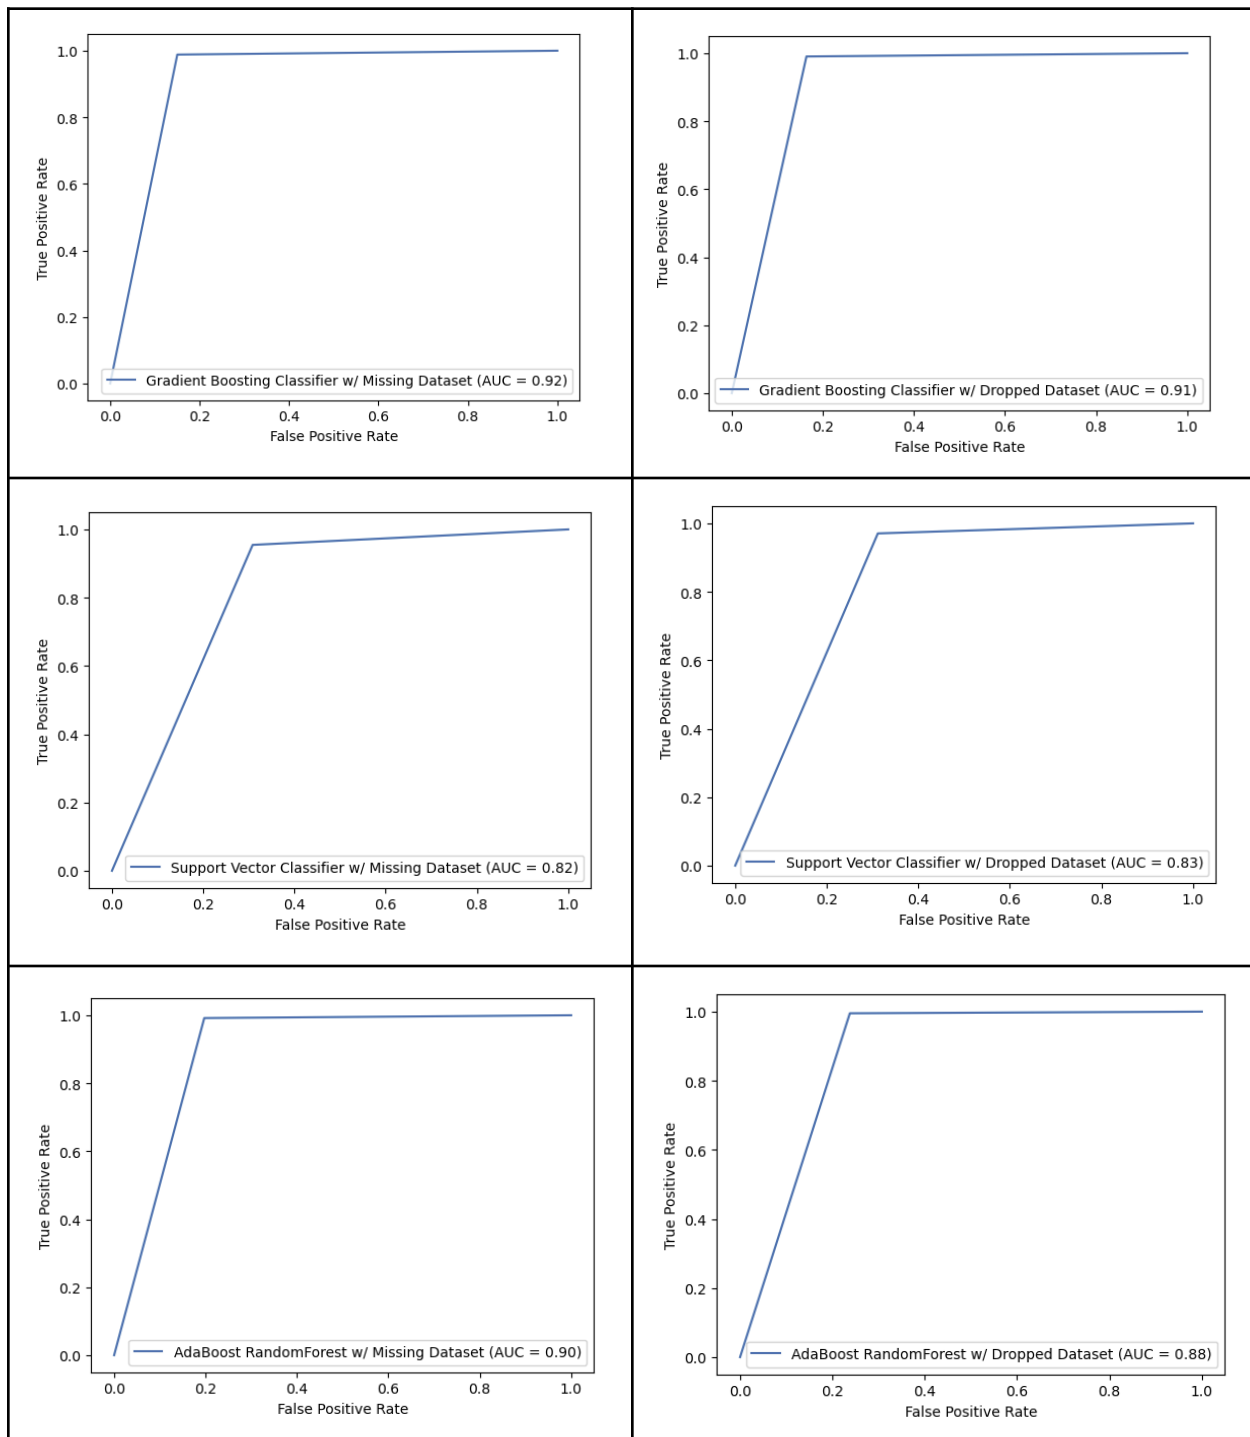 1.0
0.8
0.6
0.4
0.2
0.0
True Positive Rate
Gradient Boosting Classifier w/ Missing Dataset (AUC = 0.92)
0.0 0.2 0.4 0.6 0.8 1.0
False Positive Rate
1.0
0.8
0.6
0.4
0.2
0.0
True Positive Rate
Gradient Boosting Classifier w/ Dropped Dataset (AUC = 0.91)
0.0 0.2 0.4 0.6 0.8 1.0
False Positive Rate
1.0
0.8
0.6
0.4
0.2
0.0
True Positive Rate
Support Vector Classifier w/ Missing Dataset (AUC = 0.82)
0.0 0.2 0.4 0.6 0.8 1.0
False Positive Rate
1.0
0.8
0.6
0.4
0.2
0.0
True Positive Rate
Support Vector Classifier w/ Dropped Dataset (AUC = 0.83)
0.0 0.2 0.4 0.6 0.8 1.0
False Positive Rate
1.0
0.8
0.6
0.4
0.2
0.0
True Positive Rate
AdaBoost RandomForest w/ Missing Dataset (AUC = 0.90)
0.0 0.2 0.4 0.6 0.8 1.0
False Positive Rate
1.0
0.8
0.6
0.4
0.2
0.0
True Positive Rate
AdaBoost RandomForest w/ Dropped Dataset (AUC = 0.88)
0.0 0.2 0.4 0.6 0.8 1.0
False Positive Rate